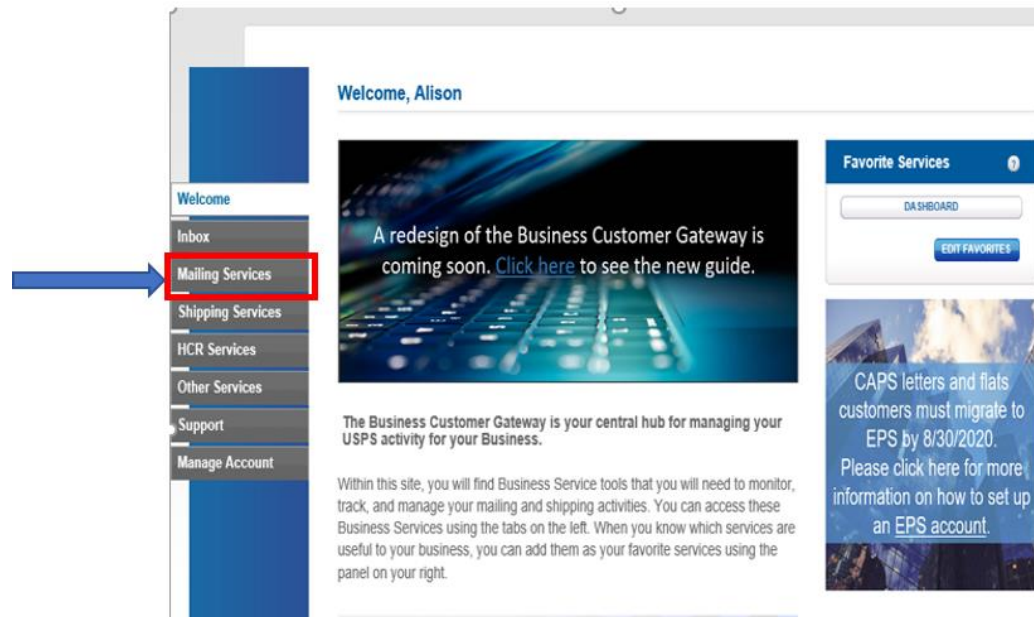 Welcome, Alison
Welcome
Inbox
Mailing Services
Shipping Services
HCR Services
Other Services
Support
Manage Account
A redesign of the Business Customer Gateway is
coming soon. Click here to see the new guide.
The Business Customer Gateway is your central hub for managing your
USPS activity for your Business.
Within this site, you will find Business Service tools that you will need to monitor,
track, and manage your mailing and shipping activities. You can access these
Business Services using the tabs on the left. When you know which services are
useful to your business, you can add them as your favorite services using the
panel on your right.
Favorite Services ?
DASHBOARD
EDIT FAVORITES
CAPS letters and flats
customers must migrate to
EPS by 8/30/2020.
Please click here for more
information on how to set up
an EPS account.